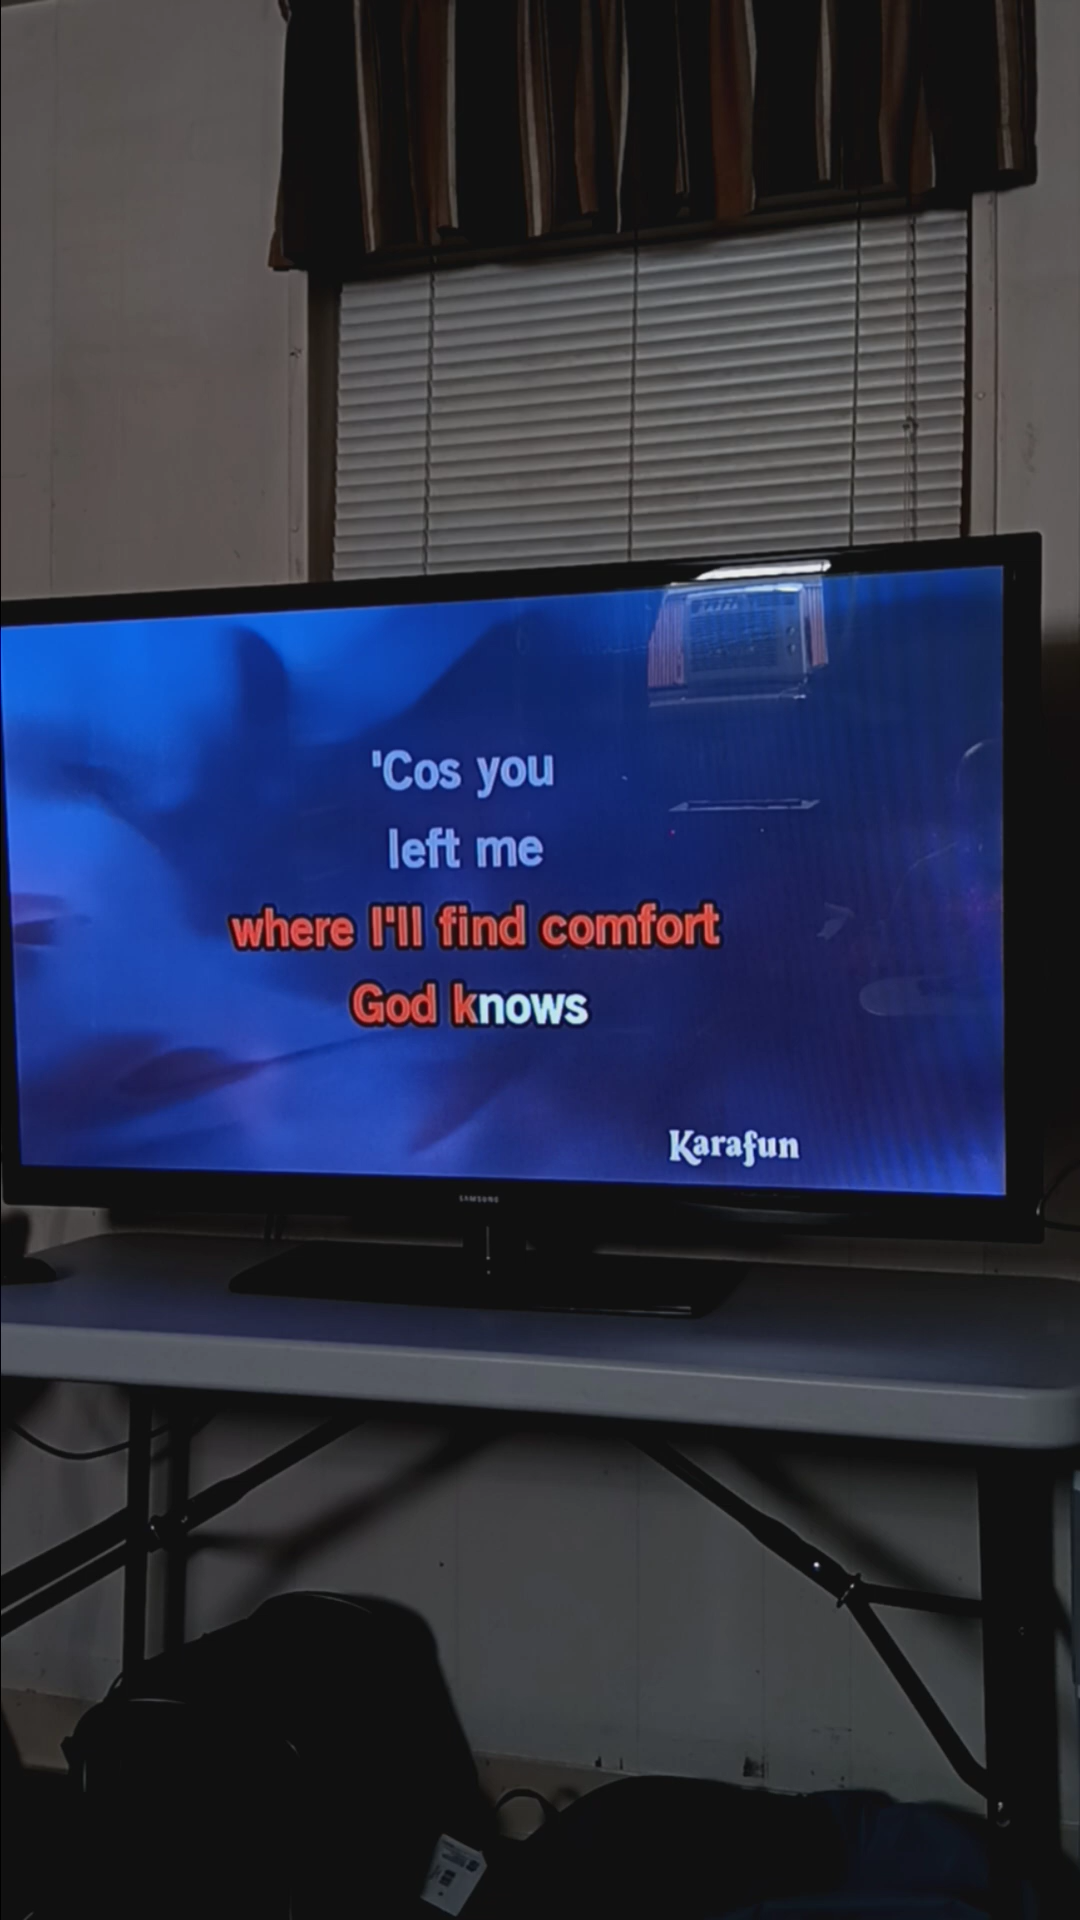 'Cos you
left me
where I'll find comfort
God knows
Karafun
SAMSUNG